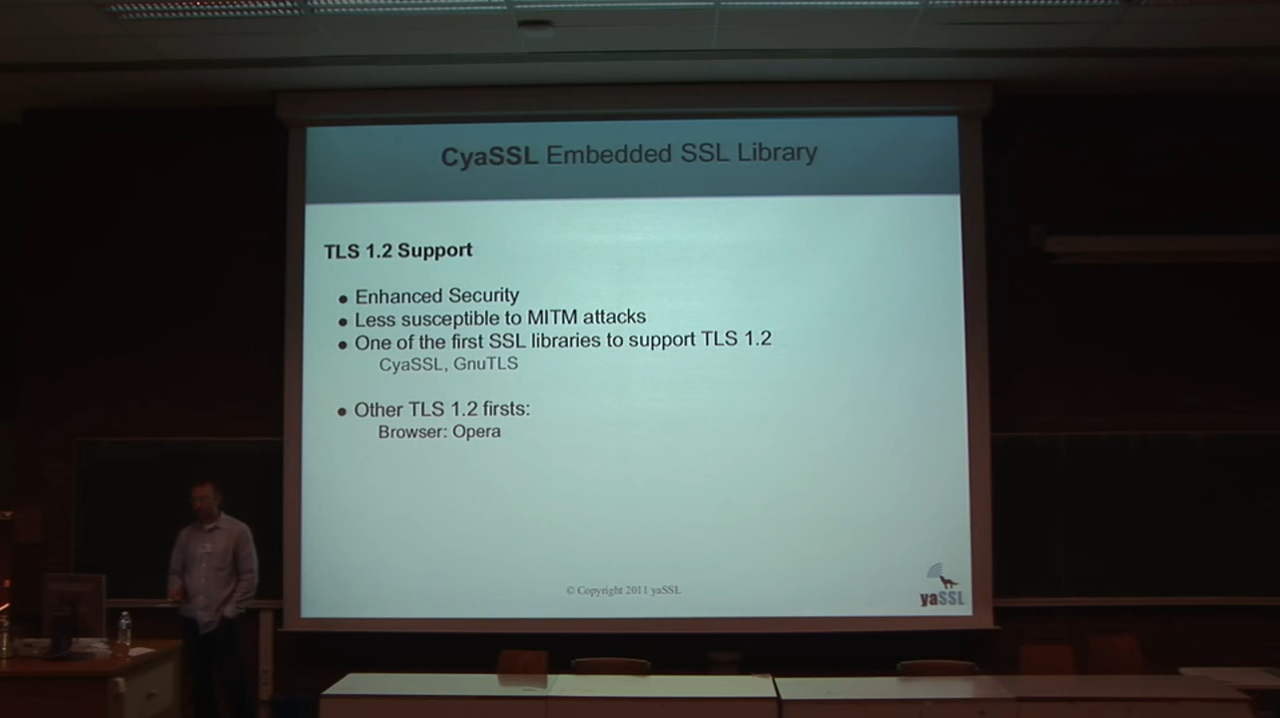 CyaSSL Embedded SSL Library
TLS 1.2 Support
● Enhanced Security
● Less susceptible to MITM attacks
● One of the first SSL libraries to support TLS 1.2
CyaSSL, GnuTLS
● Other TLS 1.2 firsts:
Browser: Opera
© Copyright 2011 yaSSL
yaSSL